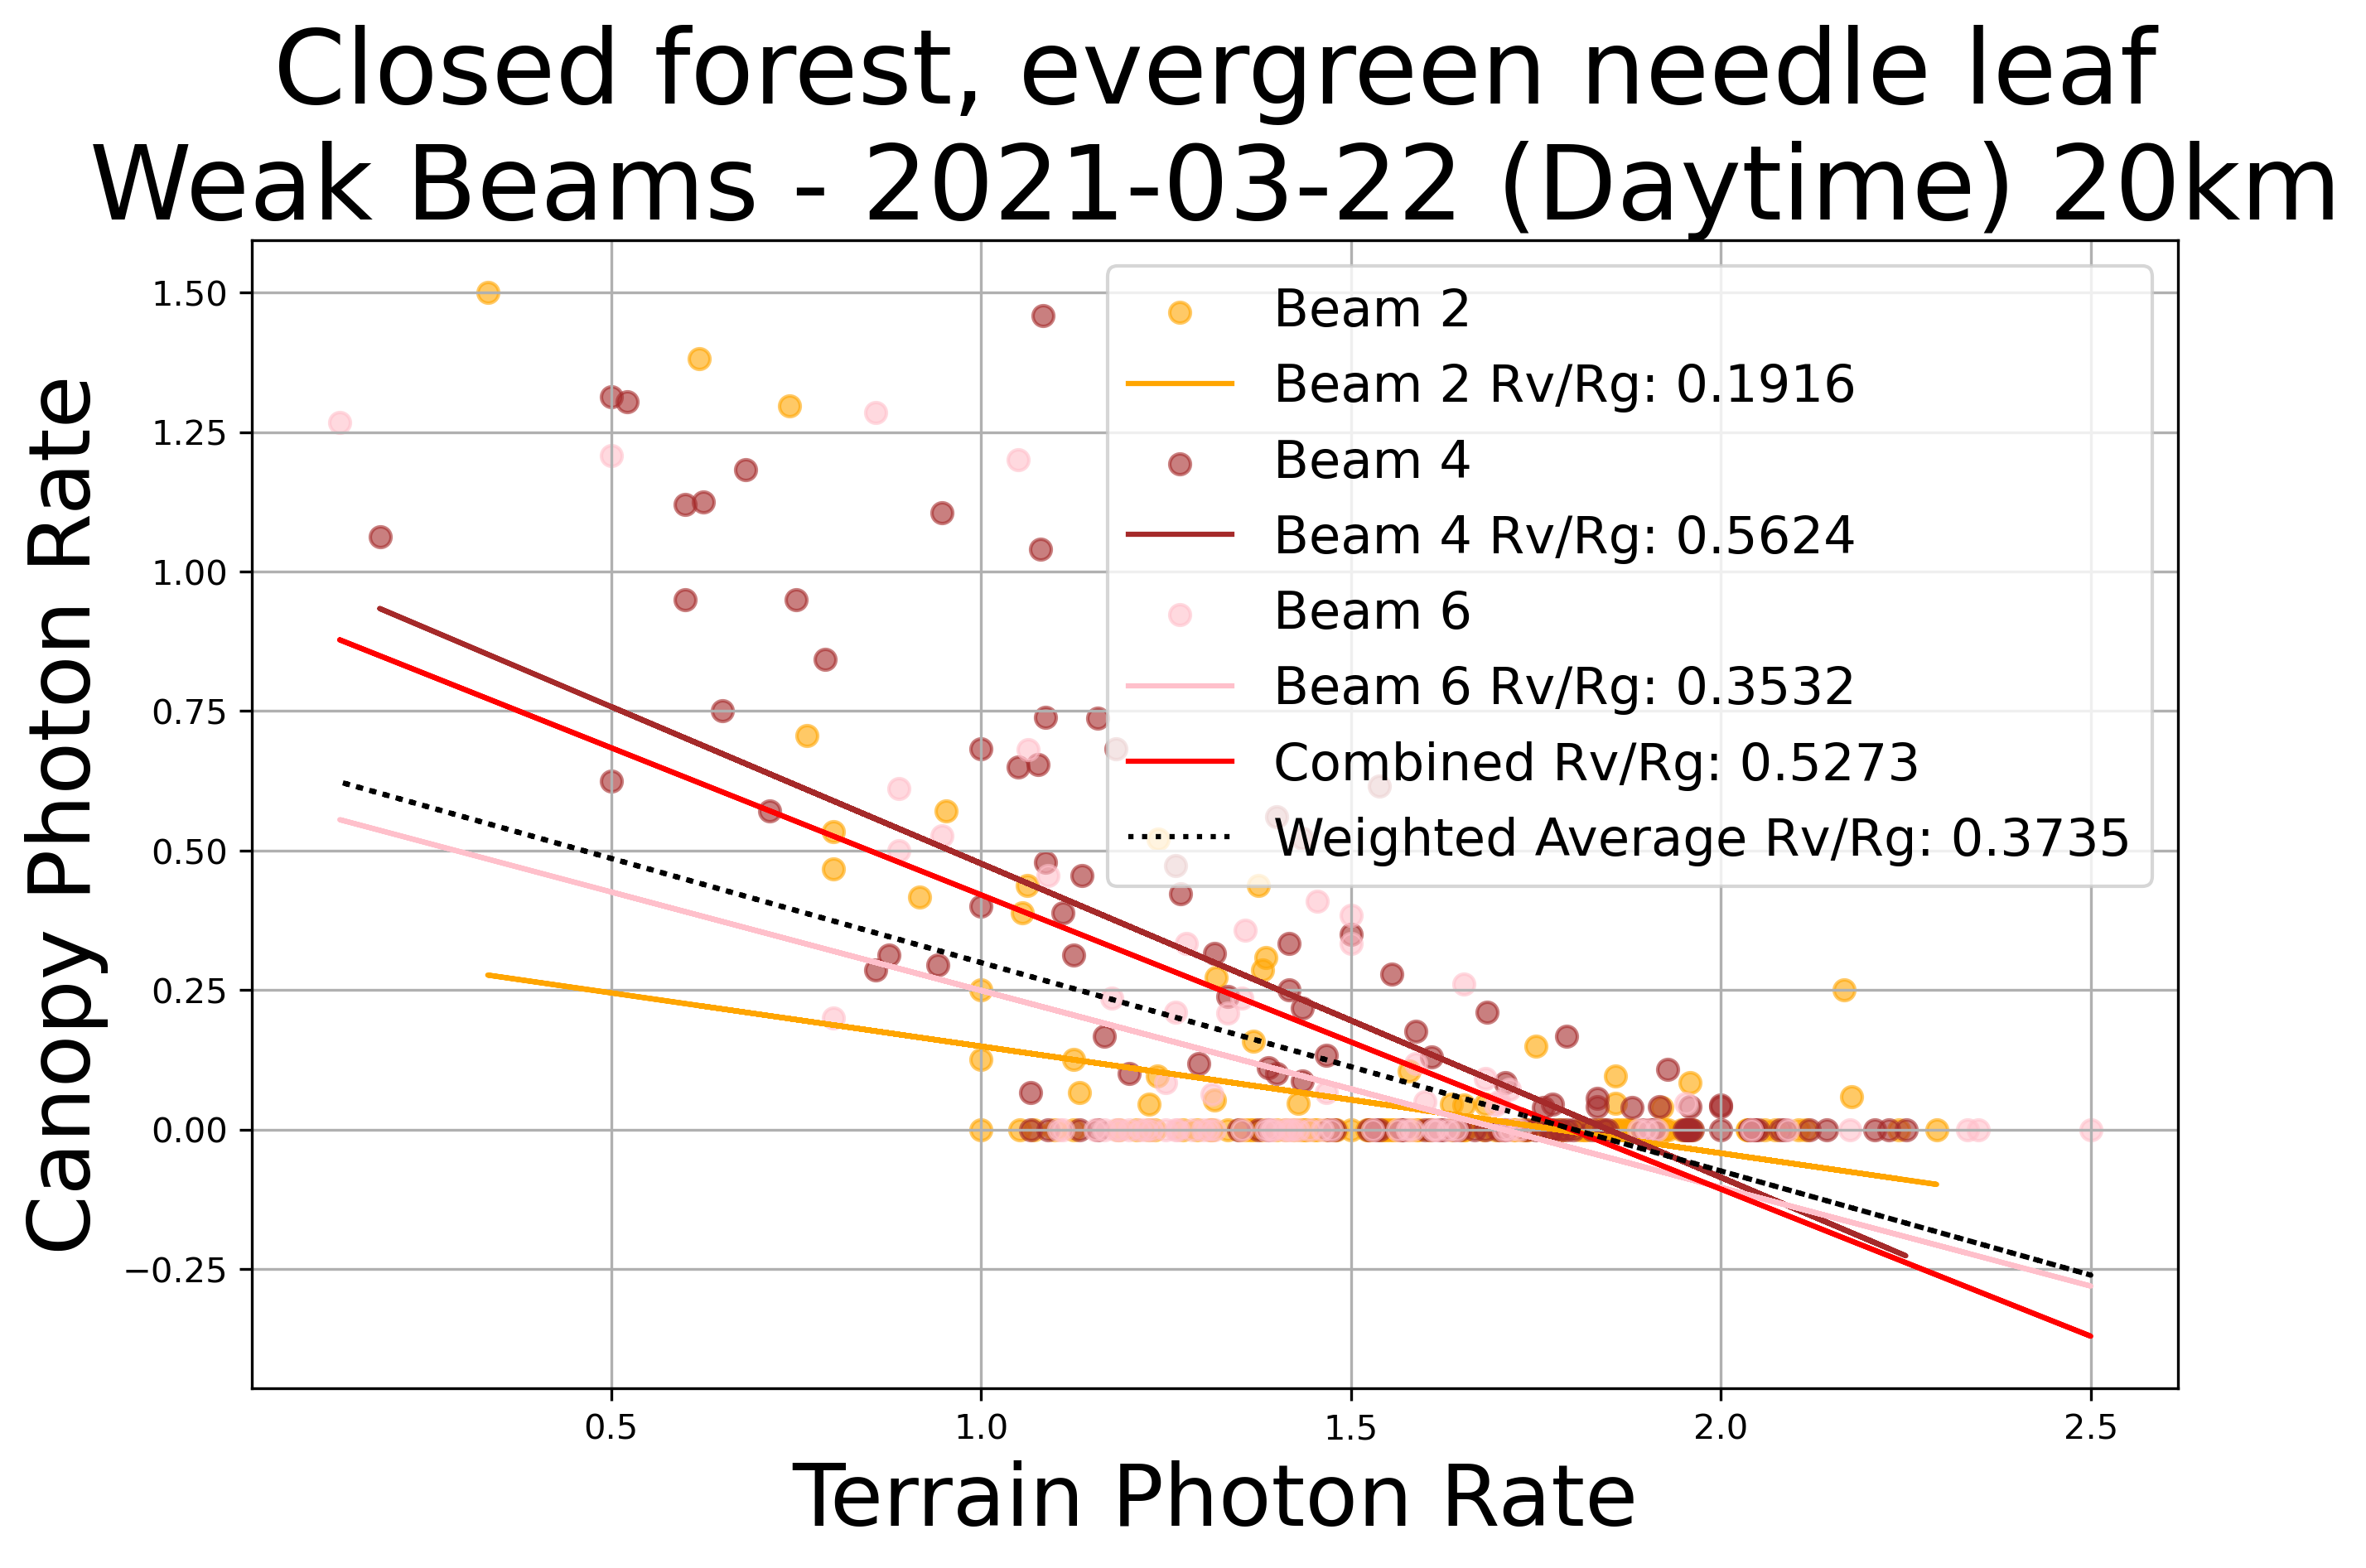 Closed forest, evergreen needle leaf
Weak Beams - 2021-03-22 (Daytime) 20km
Canopy Photon Rate
1.50
1.25
1.00
0.75
0.50
0.25
0.00
−0.25
Beam 2
Beam 2 Rv/Rg: 0.1916
Beam 4
Beam 4 Rv/Rg: 0.5624
Beam 6
Beam 6 Rv/Rg: 0.3532
Combined Rv/Rg: 0.5273
Weighted Average Rv/Rg: 0.3735
0.5 1.0 1.5 2.0 2.5
Terrain Photon Rate